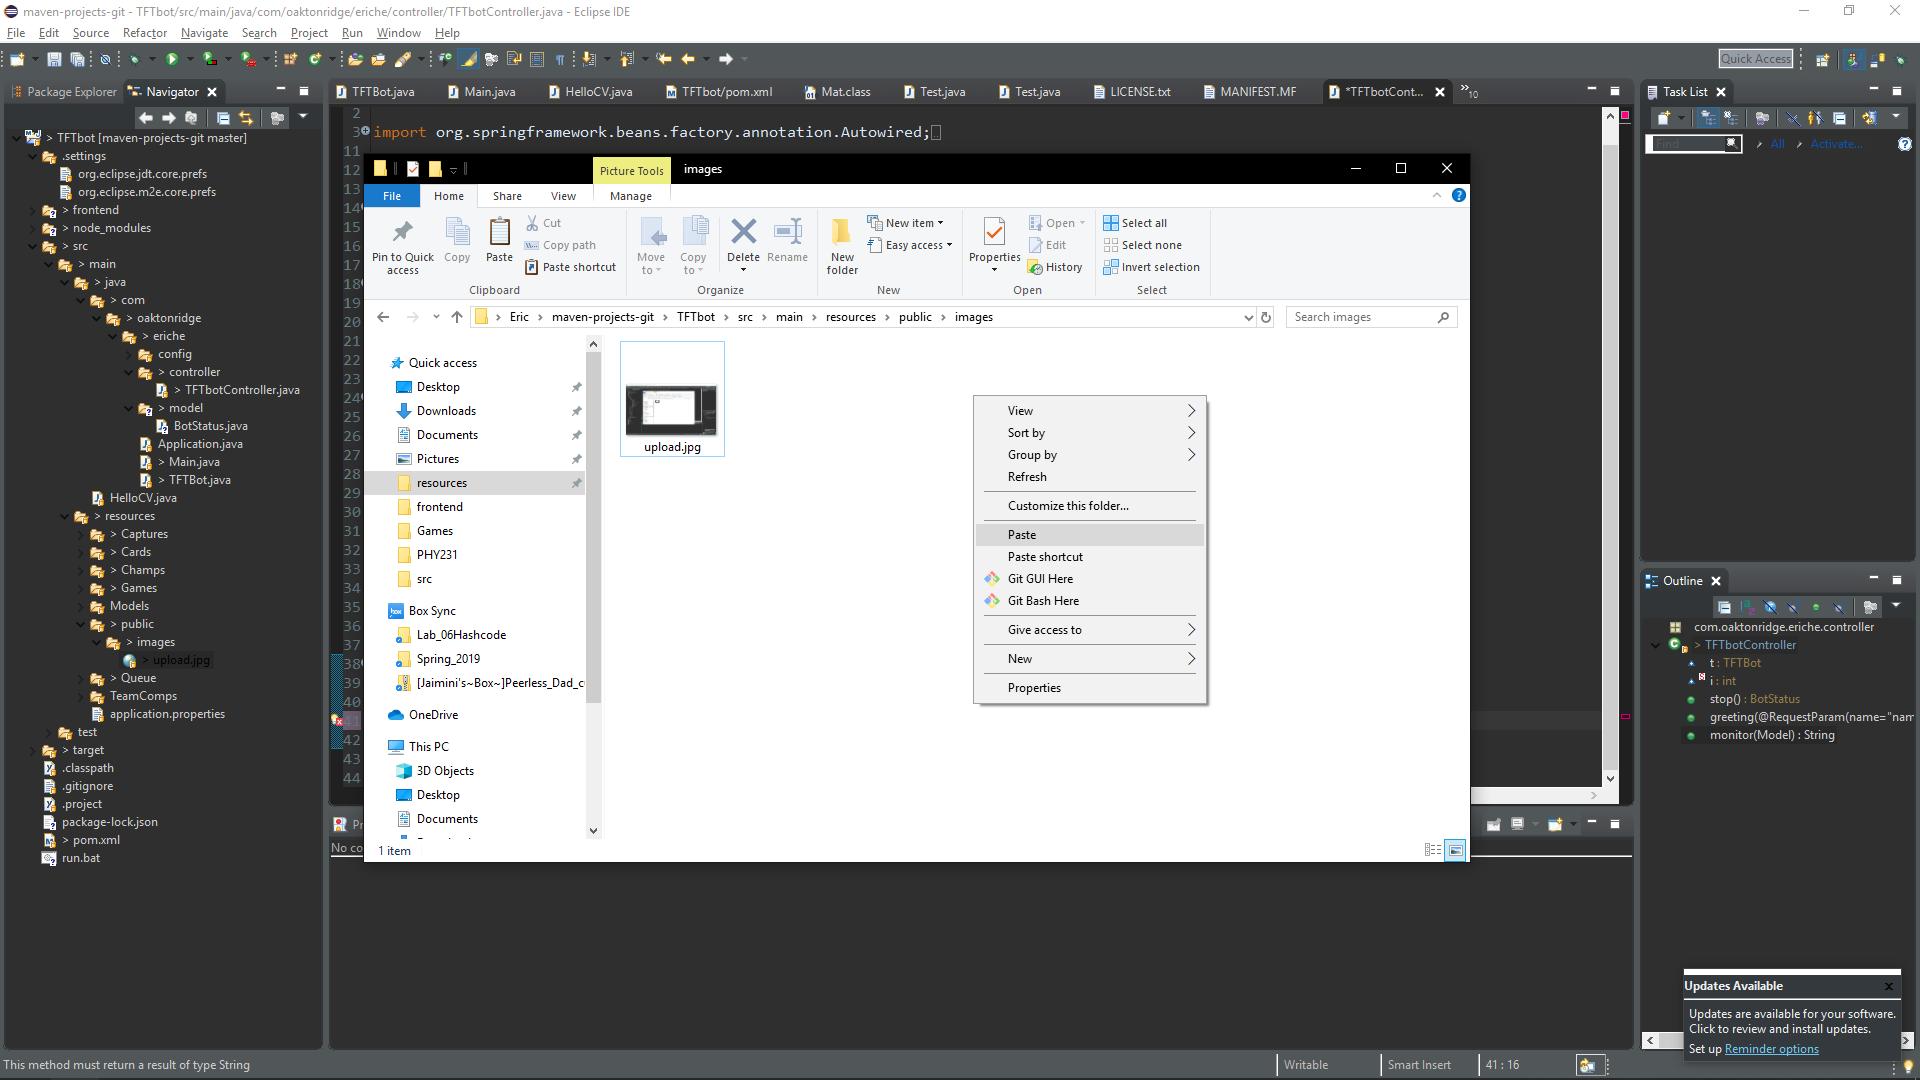 maven-projects-git - TFTbot/src/main/java/com/oaktonridge/eriche/controller/TFTbotController.java - Eclipse IDE
File Edit Source Refactor Navigate Search Project Run Window Help
Quick Access
Package Explorer Navigator
TFTBot.java Main.java HelloCV.java TFTbot/pom.xml Mat.class Test.java Test.java LICENSE.txt MANIFEST.MF *TFTbotCont... »10
Task List
Find All Activate...
> TFTbot [maven-projects-git master]
.settings
org.eclipse.jdt.core.prefs
org.eclipse.m2e.core.prefs
> frontend
> node_modules
> src
> main
> java
> com
> oaktonridge
> eriche
config
> controller
> TFTbotController.java
> model
BotStatus.java
Application.java
> Main.java
> TFTBot.java
HelloCV.java
> resources
> Captures
> Cards
> Champs
> Games
Models
> public
> images
> upload.jpg
> Queue
TeamComps
application.properties
test
> target
.classpath
.gitignore
.project
package-lock.json
> pom.xml
run.bat
2
3 import org.springframework.beans.factory.annotation.Autowired;
11
12
13
14
15
16
17
18
19
20
21
22
23
24
25
26
27
28
29
30
31
32
33
34
35
36
37
38
39
40
41
42
43
44
Picture Tools images
File Home Share View Manage
Pin to Quick access
Copy
Paste
Cut
Copy path
Paste shortcut
Clipboard
Move to
Copy to
Delete
Rename
Organize
New folder
New item
Easy access
New
Properties
Open
Edit
History
Open
Select all
Select none
Invert selection
Select
Eric > maven-projects-git > TFTbot > src > main > resources > public > images
Search images
Quick access
Desktop
Downloads
Documents
Pictures
resources
frontend
Games
PHY231
src
Box Sync
Lab_06Hashcode
Spring_2019
[Jaimini's~Box~]Peerless_Dad_c
OneDrive
This PC
3D Objects
Desktop
Documents
upload.jpg
1 item
View
Sort by
Group by
Refresh
Customize this folder...
Paste
Paste shortcut
Git GUI Here
Git Bash Here
Give access to
New
Properties
No co
Outline
com.oaktonridge.eriche.controller
> TFTbotController
t : TFTBot
i : int
stop() : BotStatus
greeting(@RequestParam(name="nam
monitor(Model) : String
Updates Available
Updates are available for your software.
Click to review and install updates.
Set up Reminder options
This method must return a result of type String
Writable Smart Insert 41 : 16